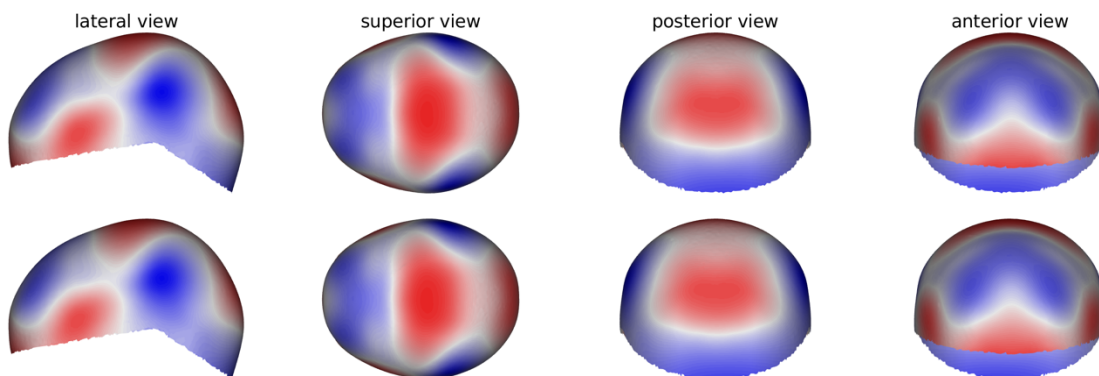 lateral view
superior view
posterior view
anterior view